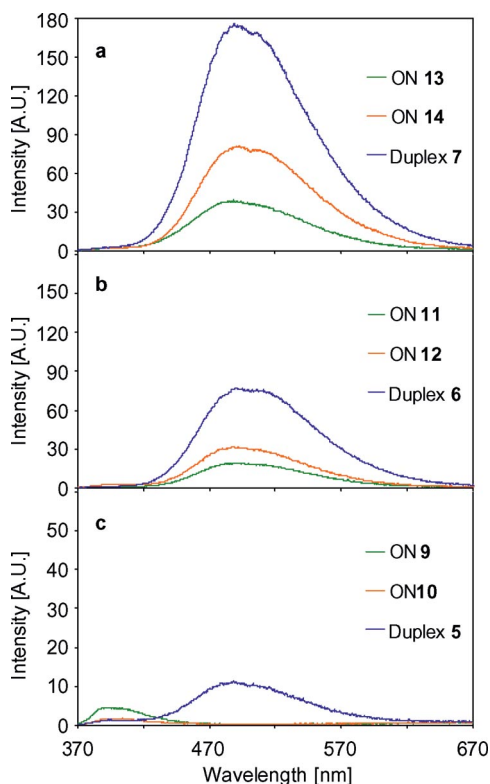 180
150
120
90
60
30
0
Intensity [A.U.]
a
ON 13
ON 14
Duplex 7
150
120
90
60
30
0
Intensity [A.U.]
b
ON 11
ON 12
Duplex 6
50
40
30
20
10
0
Intensity [A.U.]
c
ON 9
ON10
Duplex 5
370
470
570
670
Wavelength [nm]